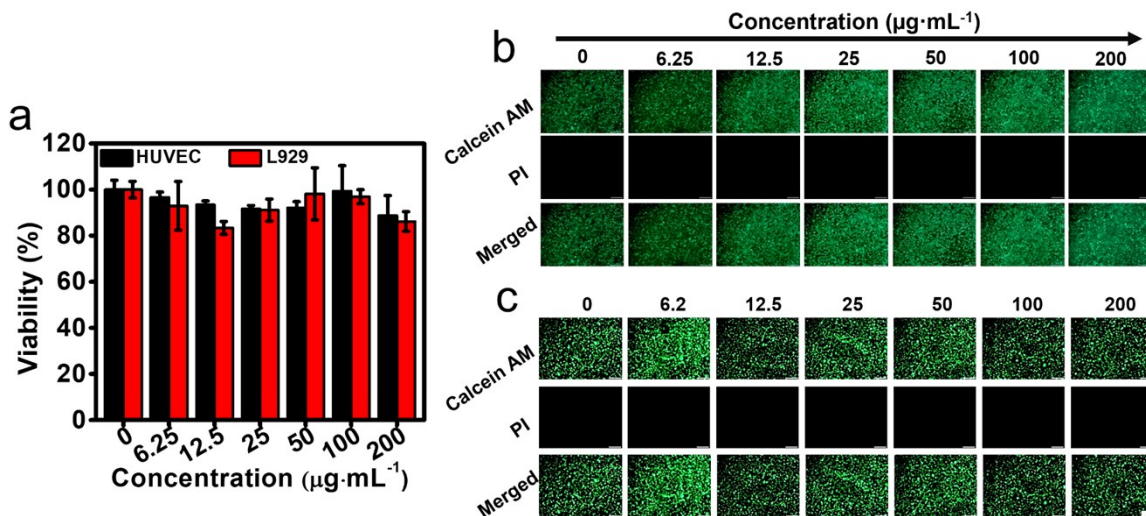 a
120
100
80
60
40
20
0
Viability (%)
HUVEC
L929
0 6.25 12.5 25 50 100 200
Concentration (μg·mL⁻¹)
b
Concentration (μg·mL⁻¹)
0 6.25 12.5 25 50 100 200
Calcein AM
PI
Merged
c
0 6.2 12.5 25 50 100 200
Calcein AM
PI
Merged